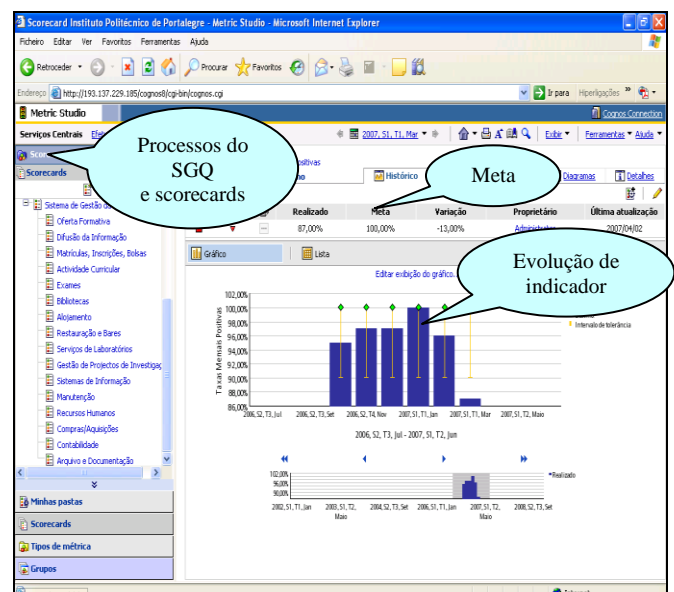 Scorecard Instituto Politécnico de Portalegre - Metric Studio - Microsoft Internet Explorer
Ficheiro Editar Ver Favoritos Ferramentas Ajuda
Retroceder Procurar Favoritos
Endereço http://193.137.229.185/cognos8/cgi-bin/cognos.cgi Ir para Hiperligações »
Metric Studio Cognos Connection
Serviços Centrais 2007, S1, T1, Mar Exibir Ferramentas Ajuda
Processos do
SGQ
e scorecards
Meta
Evolução de
indicador
Scorecards
Histórico Diagramas Detalhes
Realizado Meta Variação Proprietário Última atualização
87,00% 100,00% -13,00% 2007/04/02
Gráfico Lista
Editar exibição do gráfico...
Oferta Formativa
Difusão da Informação
Matrículas, Inscrições, Bolsas
Actividade Curricular
Exames
Bibliotecas
Alojamento
Restauração e Bares
Serviços de Laboratórios
Gestão de Projectos de Investigaç
Sistemas de Informação
Manutenção
Recursos Humanos
Compras/Aquisições
Contabilidade
Arquivo e Documentação
Minhas pastas
Scorecards
Tipos de métrica
Grupos
Taxas Mensais Positivas
102,00%
100,00%
98,00%
96,00%
94,00%
92,00%
90,00%
88,00%
86,00%
Intervalo de tolerância
2006, S2, T3, Jul 2006, S2, T3, Set 2006, S2, T4, Nov 2007, S1, T1, Jan 2007, S1, T1, Mar 2007, S1, T2, Maio
2006, S2, T3, Jul - 2007, S1, T2, Jun
102,00%
96,00%
90,00%
Realizado
2002, S1, T1, Jan 2003, S1, T2, Maio 2004, S2, T3, Set 2006, S1, T1, Jan 2007, S1, T2, Maio 2008, S2, T3, Set